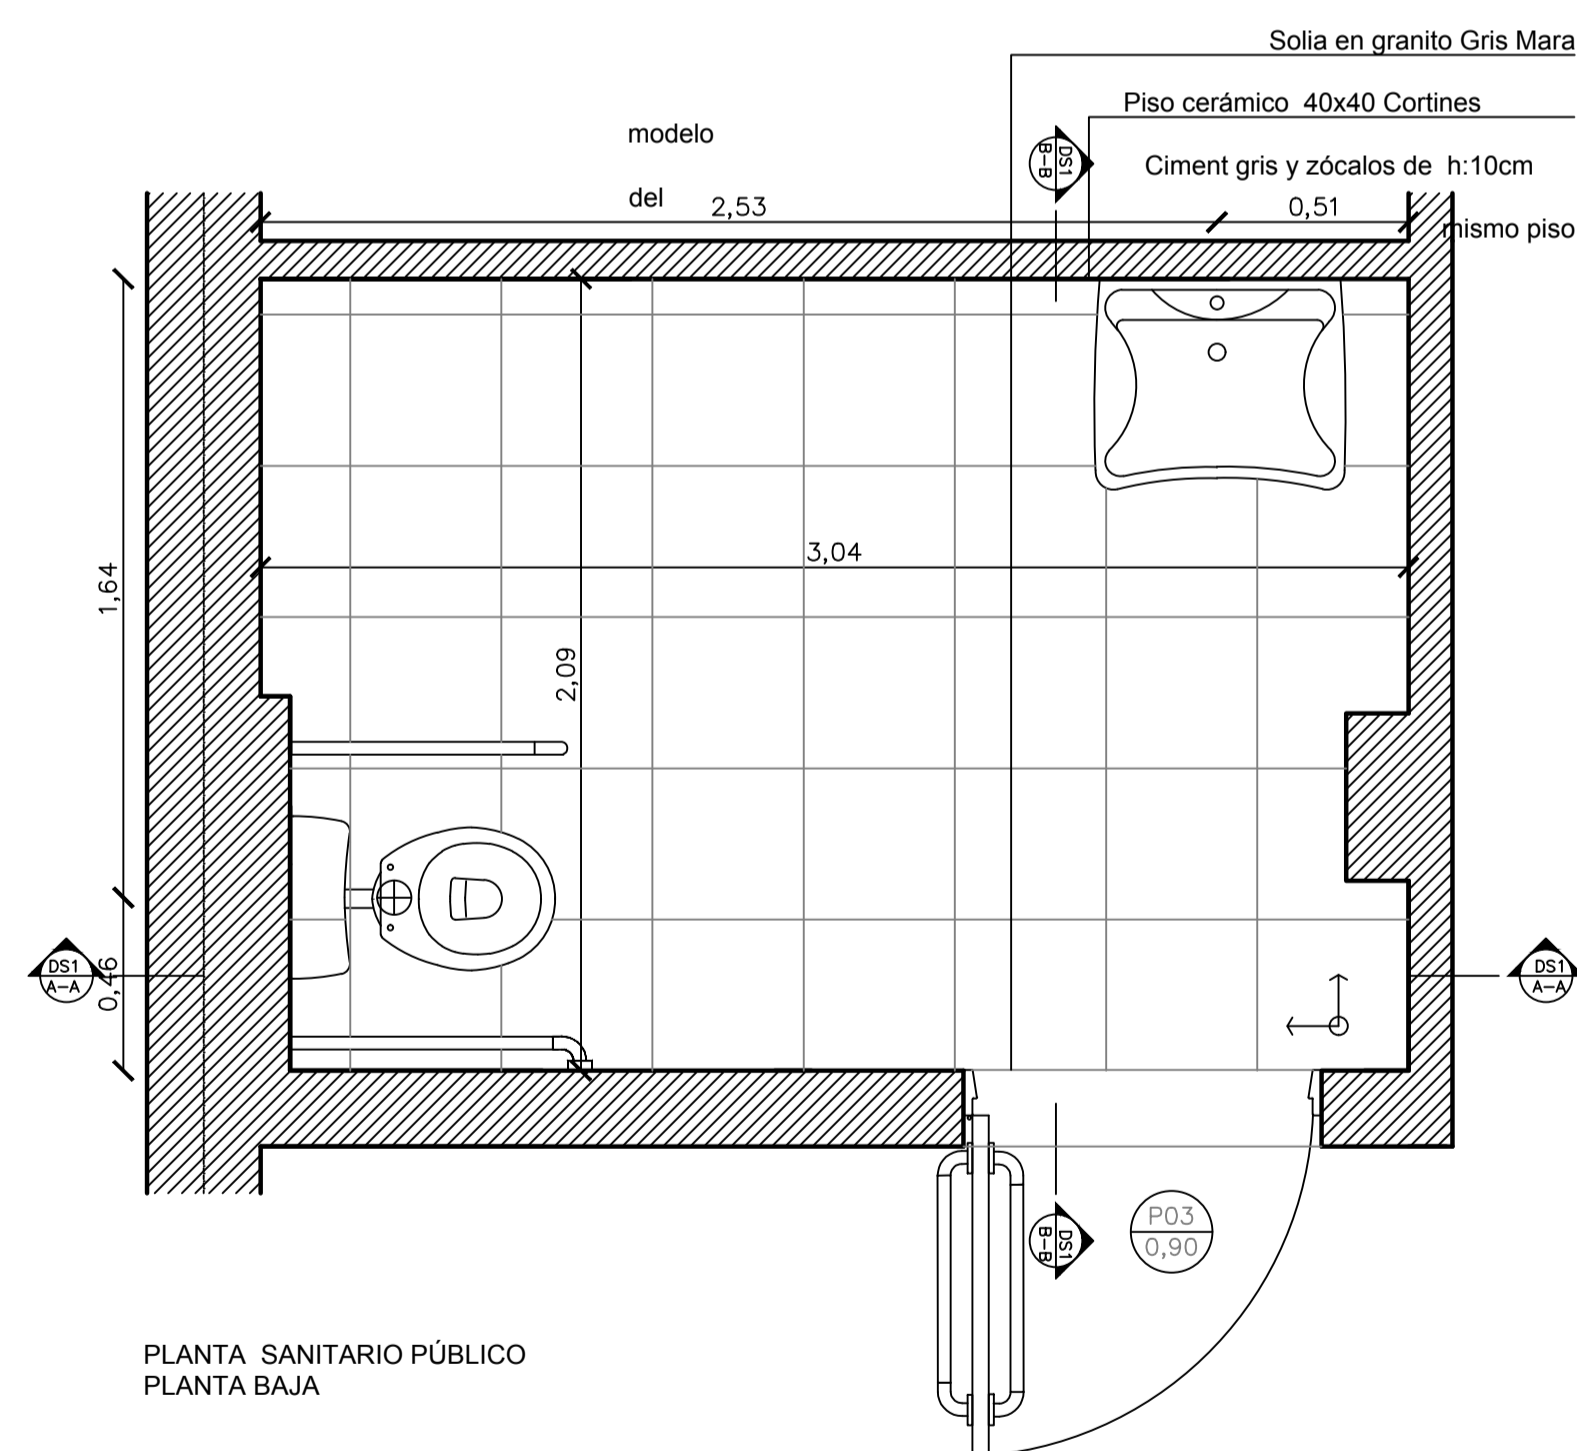 Solia en granito Gris Mara
Piso cerámico 40x40 Cortines
modelo
Ciment gris y zócalos de h:10cm
del
mismo piso
DS1
B-B
2,53
0,51
3,04
1,64
2,09
0,46
DS1
A-A
DS1
A-A
DS1
B-B
P03
0,90
PLANTA SANITARIO PÚBLICO
PLANTA BAJA